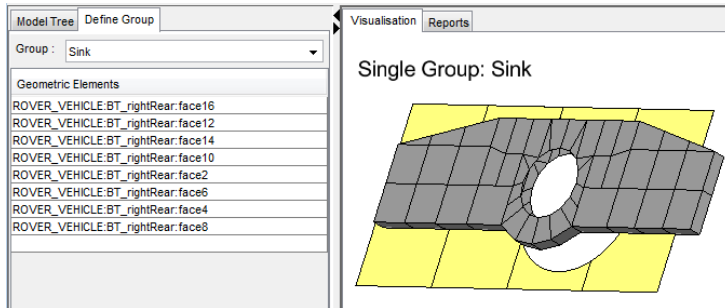 Model Tree
Define Group
Group :
Sink
Geometric Elements
ROVER_VEHICLE:BT_rightRear:face16
ROVER_VEHICLE:BT_rightRear:face12
ROVER_VEHICLE:BT_rightRear:face14
ROVER_VEHICLE:BT_rightRear:face10
ROVER_VEHICLE:BT_rightRear:face2
ROVER_VEHICLE:BT_rightRear:face6
ROVER_VEHICLE:BT_rightRear:face4
ROVER_VEHICLE:BT_rightRear:face8
Visualisation
Reports
Single Group: Sink